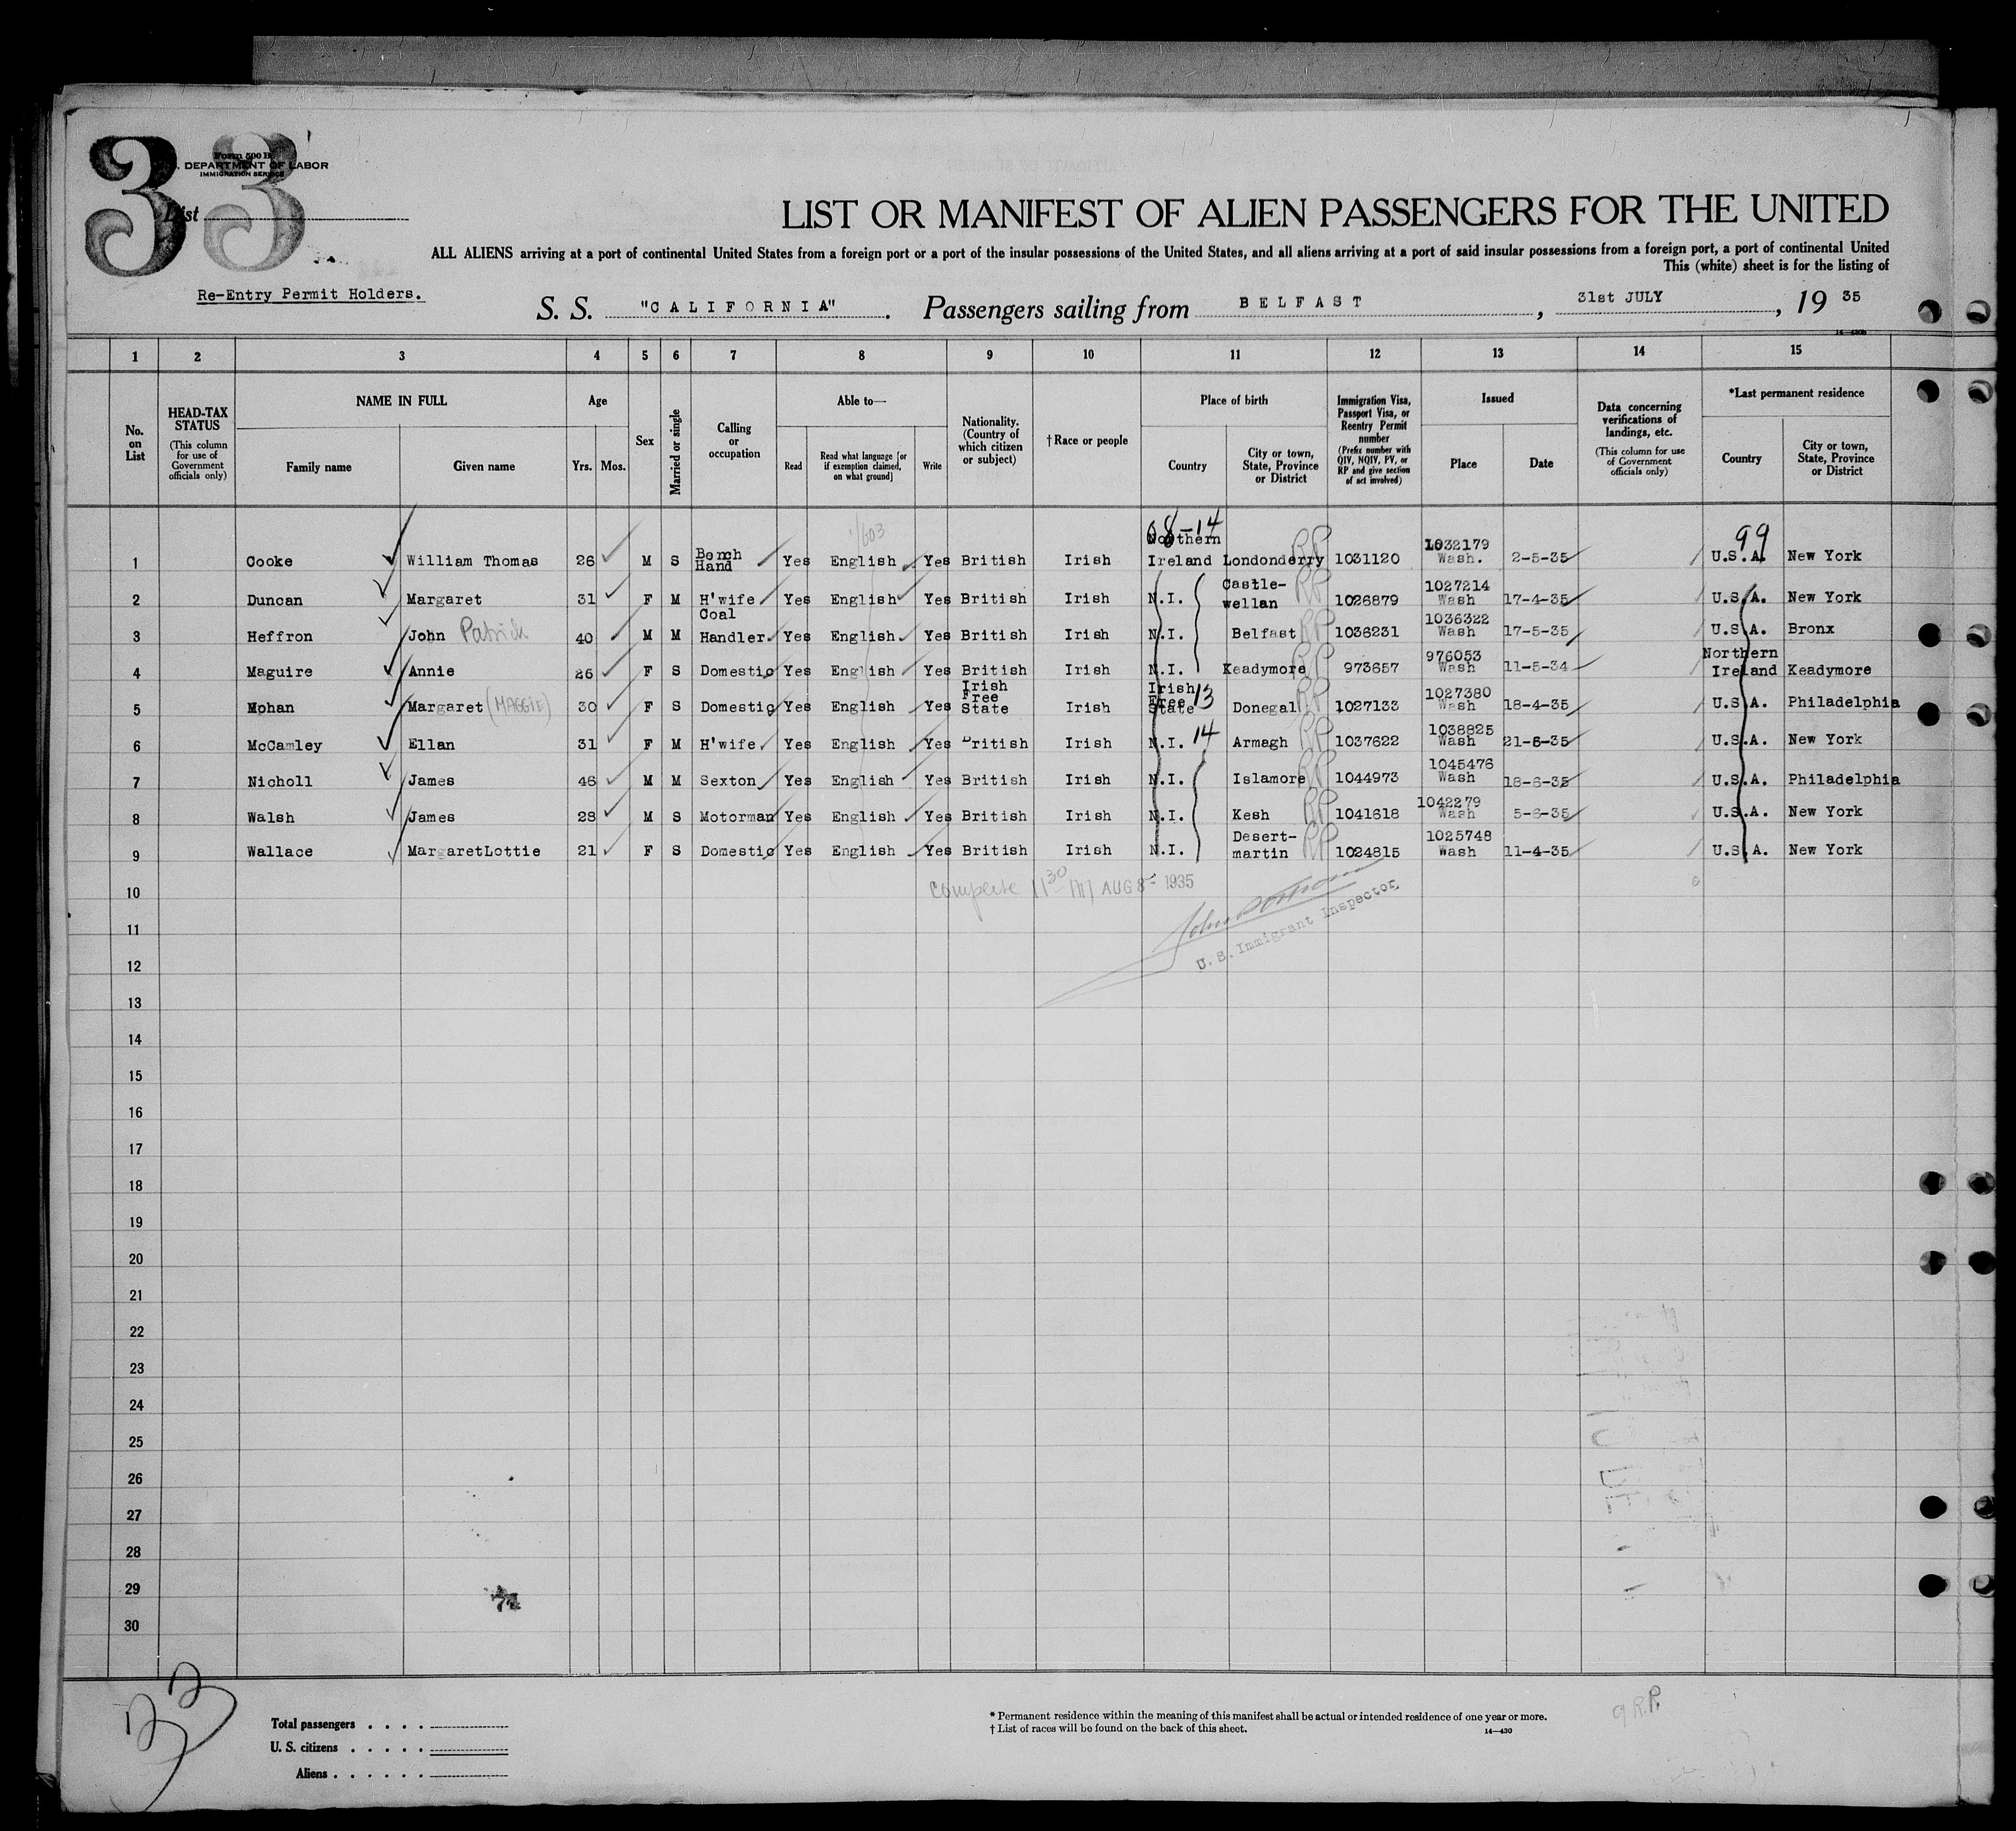 33
Form 500 B
DEPARTMENT OF LABOR
IMMIGRATION SERVICE
List
LIST OR MANIFEST OF ALIEN PASSENGERS FOR THE UNITED
ALL ALIENS arriving at a port of continental United States from a foreign port or a port of the insular possessions of the United States, and all aliens arriving at a port of said insular possessions from a foreign port, a port of continental United
This (white) sheet is for the listing of
Re-Entry Permit Holders.
S. S. "CALIFORNIA". Passengers sailing from BELFAST, 31st JULY, 19 35
1 2 3 4 5 6 7 8 9 10 11 12 13 14 15
No. on List
HEAD-TAX STATUS (This column for use of Government officials only)
NAME IN FULL
Family name
Given name
Age
Yrs. Mos.
Sex
Married or single
Calling or occupation
Able to—
Read
Read what language [or if exemption claimed, on what ground]
Write
Nationality. (Country of which citizen or subject)
†Race or people
Place of birth
Country
City or town, State, Province or District
Immigration Visa, Passport Visa, or Reentry Permit number (Prefix number with QIV, NQIV, PV, or RP and give section of act involved)
Issued
Place
Date
Data concerning verifications of landings, etc. (This column for use of Government officials only)
*Last permanent residence
Country
City or town, State, Province or District
1 Cooke William Thomas 26 M S Bench Hand Yes English Yes British Irish Northern Ireland Londonderry RP 1031120 1032179 Wash. 2-5-35 U.S.A. 99 New York
2 Duncan Margaret 31 F M H'wife Yes English Yes British Irish N.I. Castle-wellan RP 1026879 1027214 Wash 17-4-35 U.S.A. New York
3 Heffron John Patrick 40 M M Coal Handler Yes English Yes British Irish N.I. Belfast RP 1036231 1036322 Wash 17-5-35 U.S.A. Bronx
4 Maguire Annie 26 F S Domestic Yes English Yes British Irish N.I. Keadymore RP 973657 976053 Wash 11-5-34 Northern Ireland Keadymore
5 Mohan Margaret (MAGGIE) 30 F S Domestic Yes English Yes Irish Free State Irish Irish Free State 13 Donegal RP 1027133 1027380 Wash 18-4-35 U.S.A. Philadelphia
6 McCamley Ellan 31 F M H'wife Yes English Yes British Irish N.I. 14 Armagh RP 1037622 1038825 Wash 21-6-35 U.S.A. New York
7 Nicholl James 46 M M Sexton Yes English Yes British Irish N.I. Islamore RP 1044973 1045476 Wash 18-6-35 U.S.A. Philadelphia
8 Walsh James 28 M S Motorman Yes English Yes British Irish N.I. Kesh RP 1041618 1042279 Wash 5-6-35 U.S.A. New York
9 Wallace MargaretLottie 21 F S Domestic Yes English Yes British Irish N.I. Desert-martin RP 1024815 1025748 Wash 11-4-35 U.S.A. New York
10 AUG 8 - 1935
11
U. S. Immigrant Inspector
12
13
14
15
16
17
18
19
20
21
22
23
24
25
26
27
28
29
30
33
Total passengers
U. S. citizens
Aliens
* Permanent residence within the meaning of this manifest shall be actual or intended residence of one year or more.
† List of races will be found on the back of this sheet.
14—430
9 R.P.